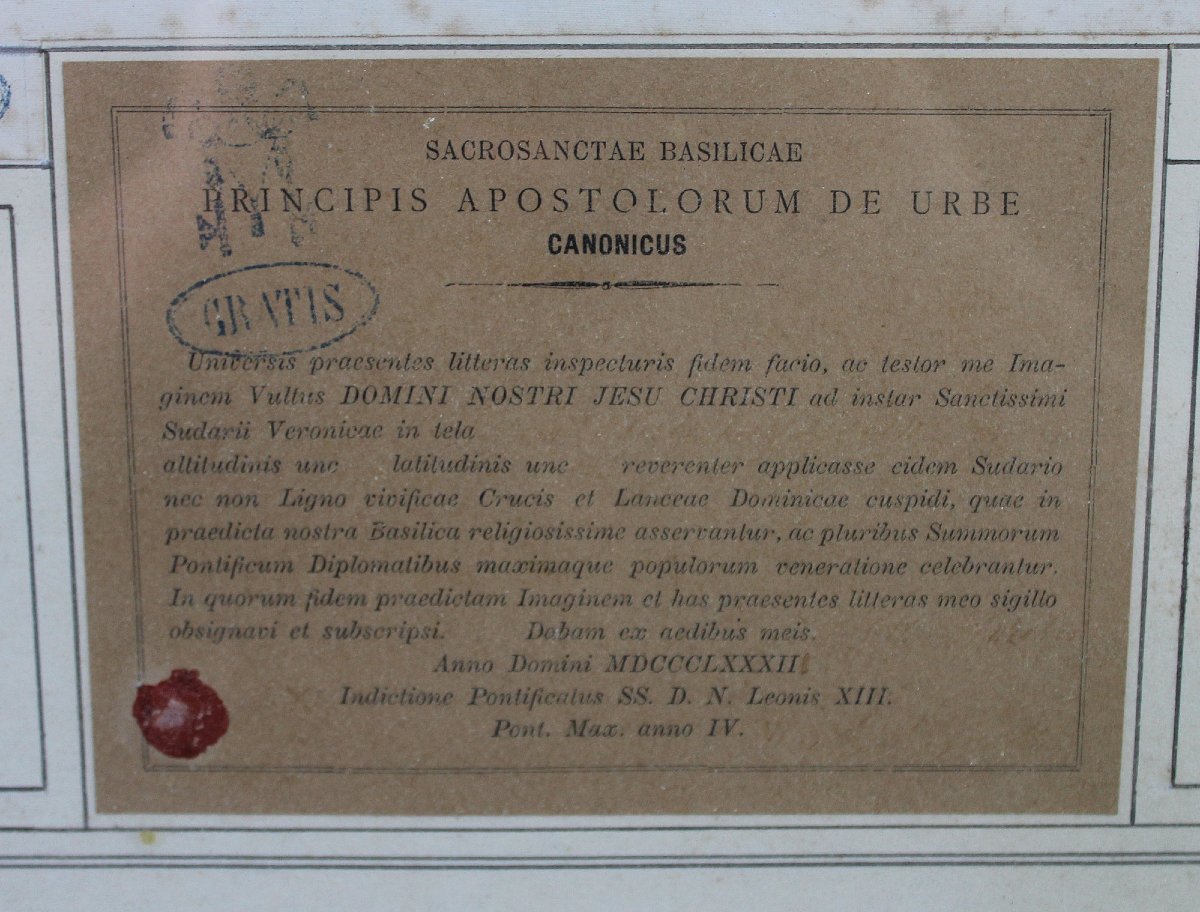 SACROSANCTAE BASILICAE
PRINCIPIS APOSTOLORUM DE URBE
CANONICUS
GRATIS
Universis praesentes litteras inspecturis fidem facio, ac testor me Ima-
ginem Vultus DOMINI NOSTRI JESU CHRISTI ad instar Sanctissimi
Sudarii Veronicae in tela
altitudinis unc latitudinis unc reverenter applicasse eidem Sudario
nec non Ligno vivificae Crucis et Lanceae Dominicae cuspidi, quae in
praedicta nostra Basilica religiosissime asservantur, ac pluribus Summorum
Pontificum Diplomatibus maximaque populorum veneratione celebrantur.
In quorum fidem praedictam Imaginem et has praesentes litteras meo sigillo
obsignavi et subscripsi. Dabam ex aedibus meis.
Anno Domini MDCCCLXXXII
Indictione Pontificatus SS. D. N. Leonis XIII.
Pont. Max. anno IV.